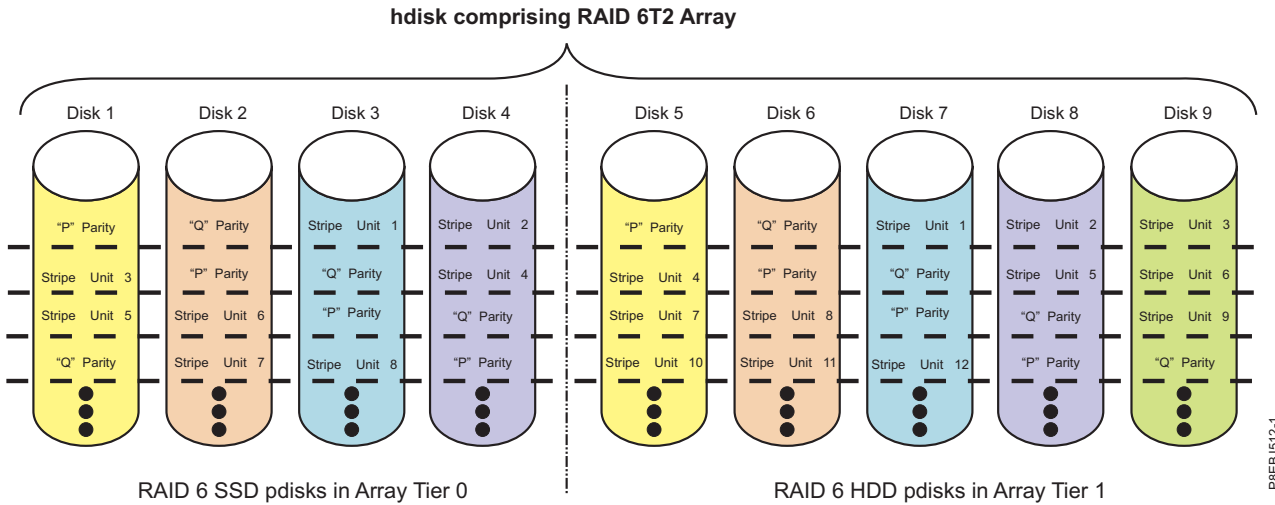 hdisk comprising RAID 6T2 Array
Disk 1 Disk 2 Disk 3 Disk 4 Disk 5 Disk 6 Disk 7 Disk 8 Disk 9
“P” Parity “Q” Parity Stripe Unit 1 Stripe Unit 2 “P” Parity “Q” Parity Stripe Unit 1 Stripe Unit 2 Stripe Unit 3
Stripe Unit 3 “P” Parity “Q” Parity Stripe Unit 4 Stripe Unit 4 “P” Parity “Q” Parity Stripe Unit 5 Stripe Unit 6
Stripe Unit 5 Stripe Unit 6 “P” Parity “Q” Parity Stripe Unit 7 Stripe Unit 8 “P” Parity “Q” Parity Stripe Unit 9
“Q” Parity Stripe Unit 7 Stripe Unit 8 “P” Parity Stripe Unit 10 Stripe Unit 11 Stripe Unit 12 “P” Parity “Q” Parity
RAID 6 SSD pdisks in Array Tier 0 RAID 6 HDD pdisks in Array Tier 1